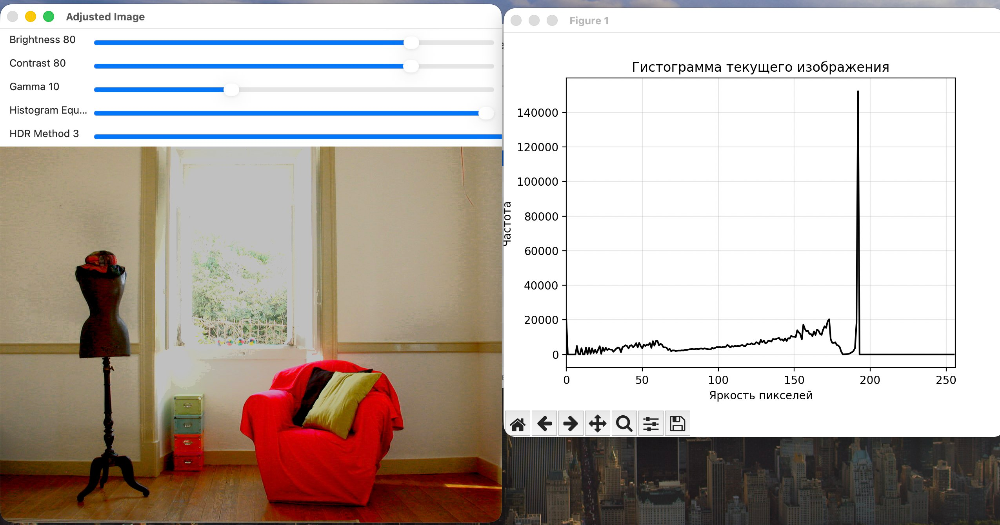 Adjusted Image
Brightness 80
Contrast 80
Gamma 10
Histogram Equ...
HDR Method 3
Figure 1
Гистограмма текущего изображения
140000
120000
100000
80000
60000
40000
20000
0
Частота
0 50 100 150 200 250
Яркость пикселей